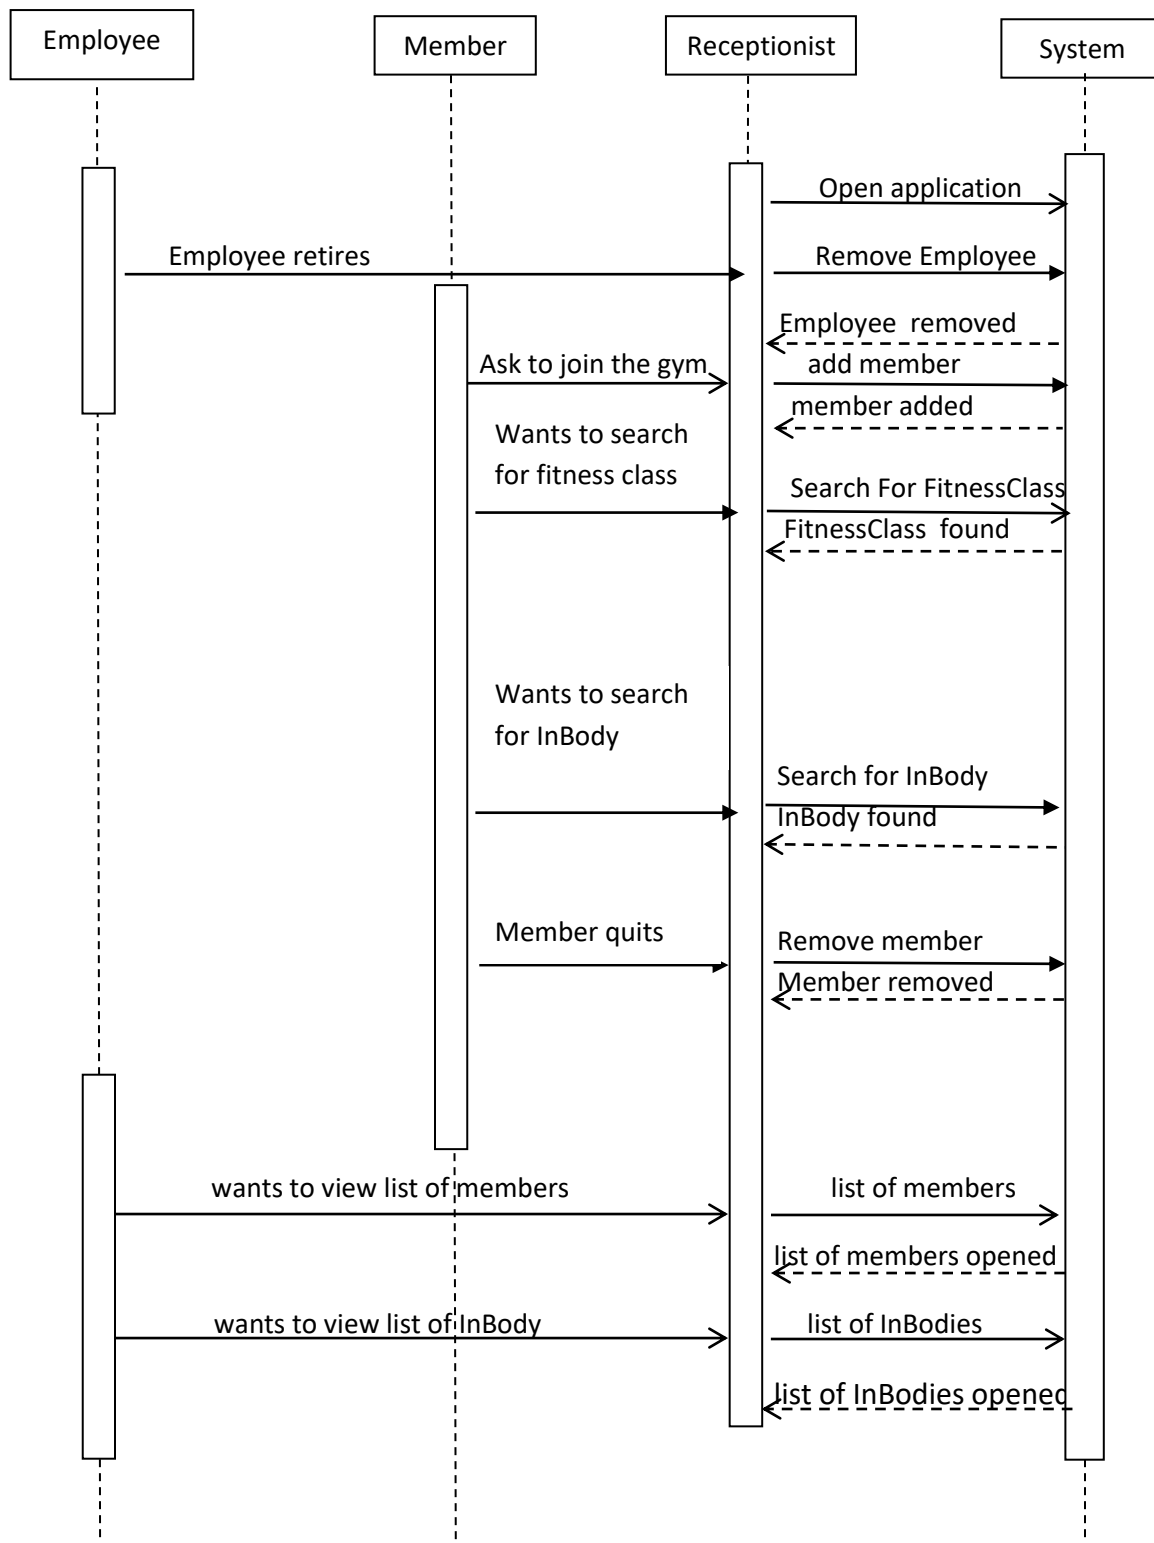 Employee
Member
Receptionist
System
Open application
Employee retires
Remove Employee
Employee  removed
Ask to join the gym
add member
member added
Wants to search
for fitness class
Search For FitnessClass
FitnessClass  found
Wants to search
for InBody
Search for InBody
InBody found
Member quits
Remove member
Member removed
wants to view list of members
list of members
list of members opened
wants to view list of InBody
list of InBodies
list of InBodies opened